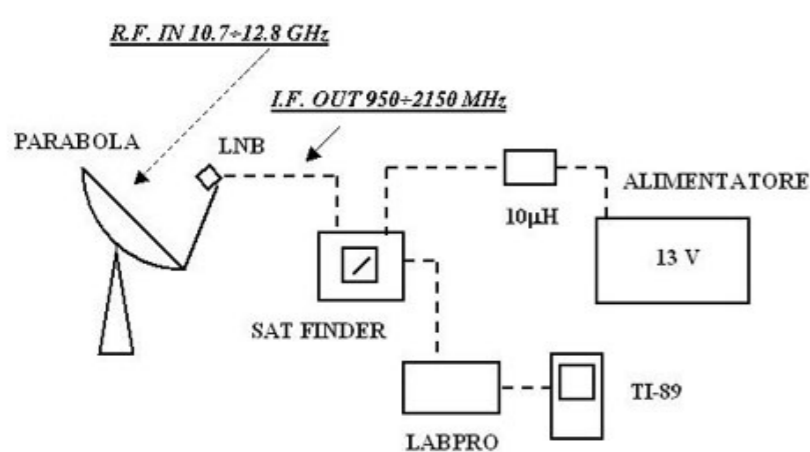 R.F. IN 10.7÷12.8 GHz
I.F. OUT 950÷2150 MHz
PARABOLA
LNB
ALIMENTATORE
10µH
13 V
SAT FINDER
TI-89
LABPRO